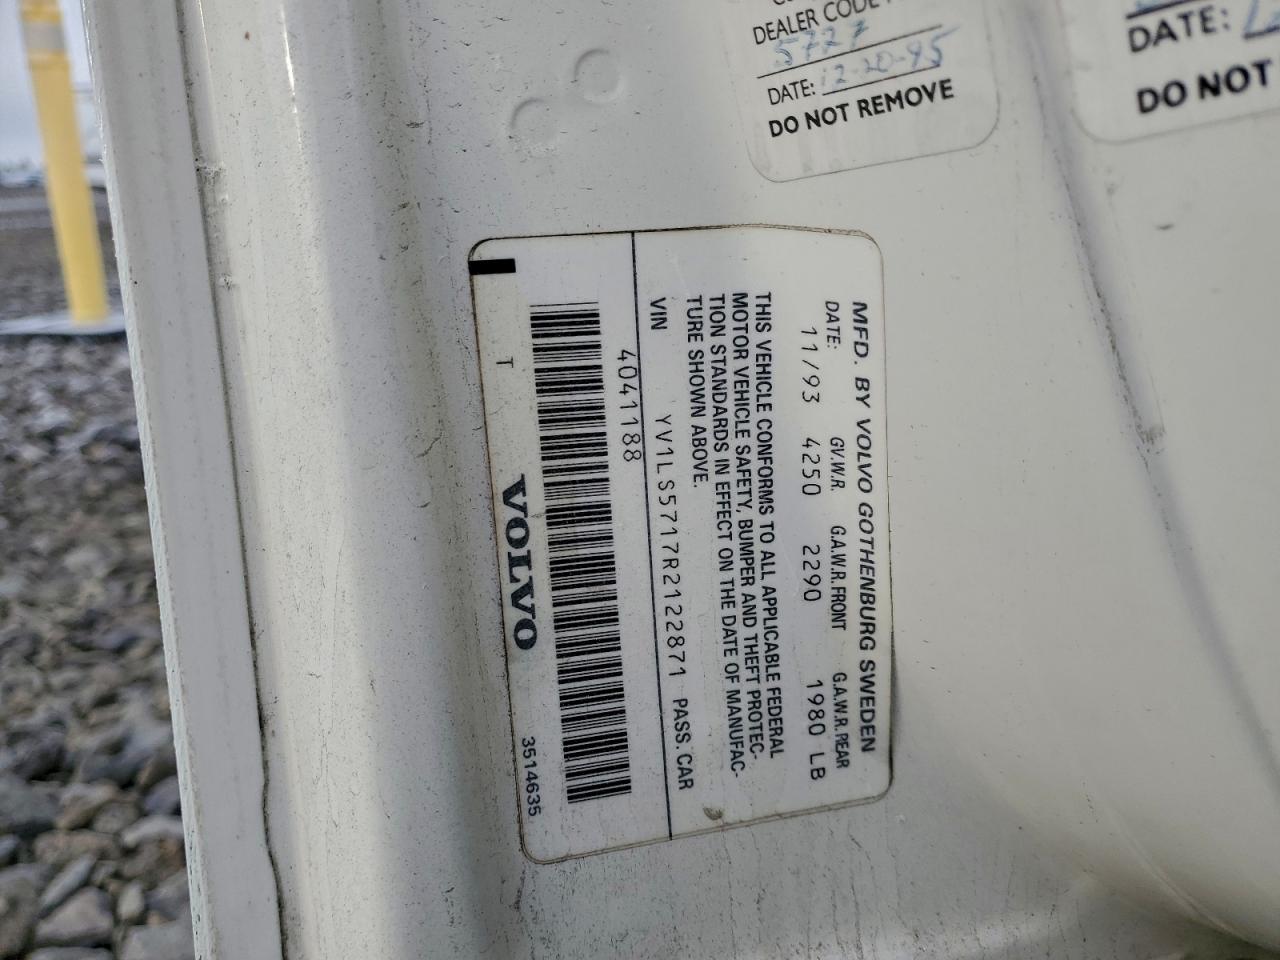 DEALER CODE
5727
DATE: 12-20-95
DO NOT REMOVE
DATE:
DO NOT
MFD. BY VOLVO GOTHENBURG SWEDEN
DATE: G.V.W.R. G.A.W.R. FRONT G.A.W.R. REAR
11/93 4250 2290 1980 LB
THIS VEHICLE CONFORMS TO ALL APPLICABLE FEDERAL
MOTOR VEHICLE SAFETY, BUMPER AND THEFT PROTEC-
TION STANDARDS IN EFFECT ON THE DATE OF MANUFAC-
TURE SHOWN ABOVE.
VIN YV1LS5717R2122871 PASS. CAR
4041188
T VOLVO 3514635